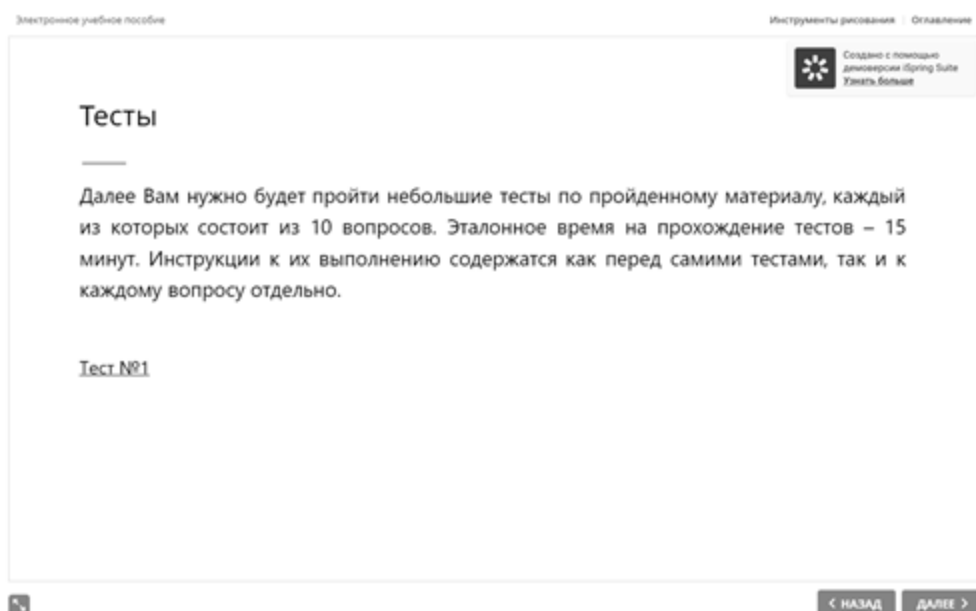 Электронное учебное пособие
Инструменты рисования Оглавление
Создано с помощью
демоверсии iSpring Suite
Узнать больше
Тесты
Далее Вам нужно будет пройти небольшие тесты по пройденному материалу, каждый
из которых состоит из 10 вопросов. Эталонное время на прохождение тестов – 15
минут. Инструкции к их выполнению содержатся как перед самими тестами, так и к
каждому вопросу отдельно.
Тест №1
НАЗАД ДАЛЕЕ